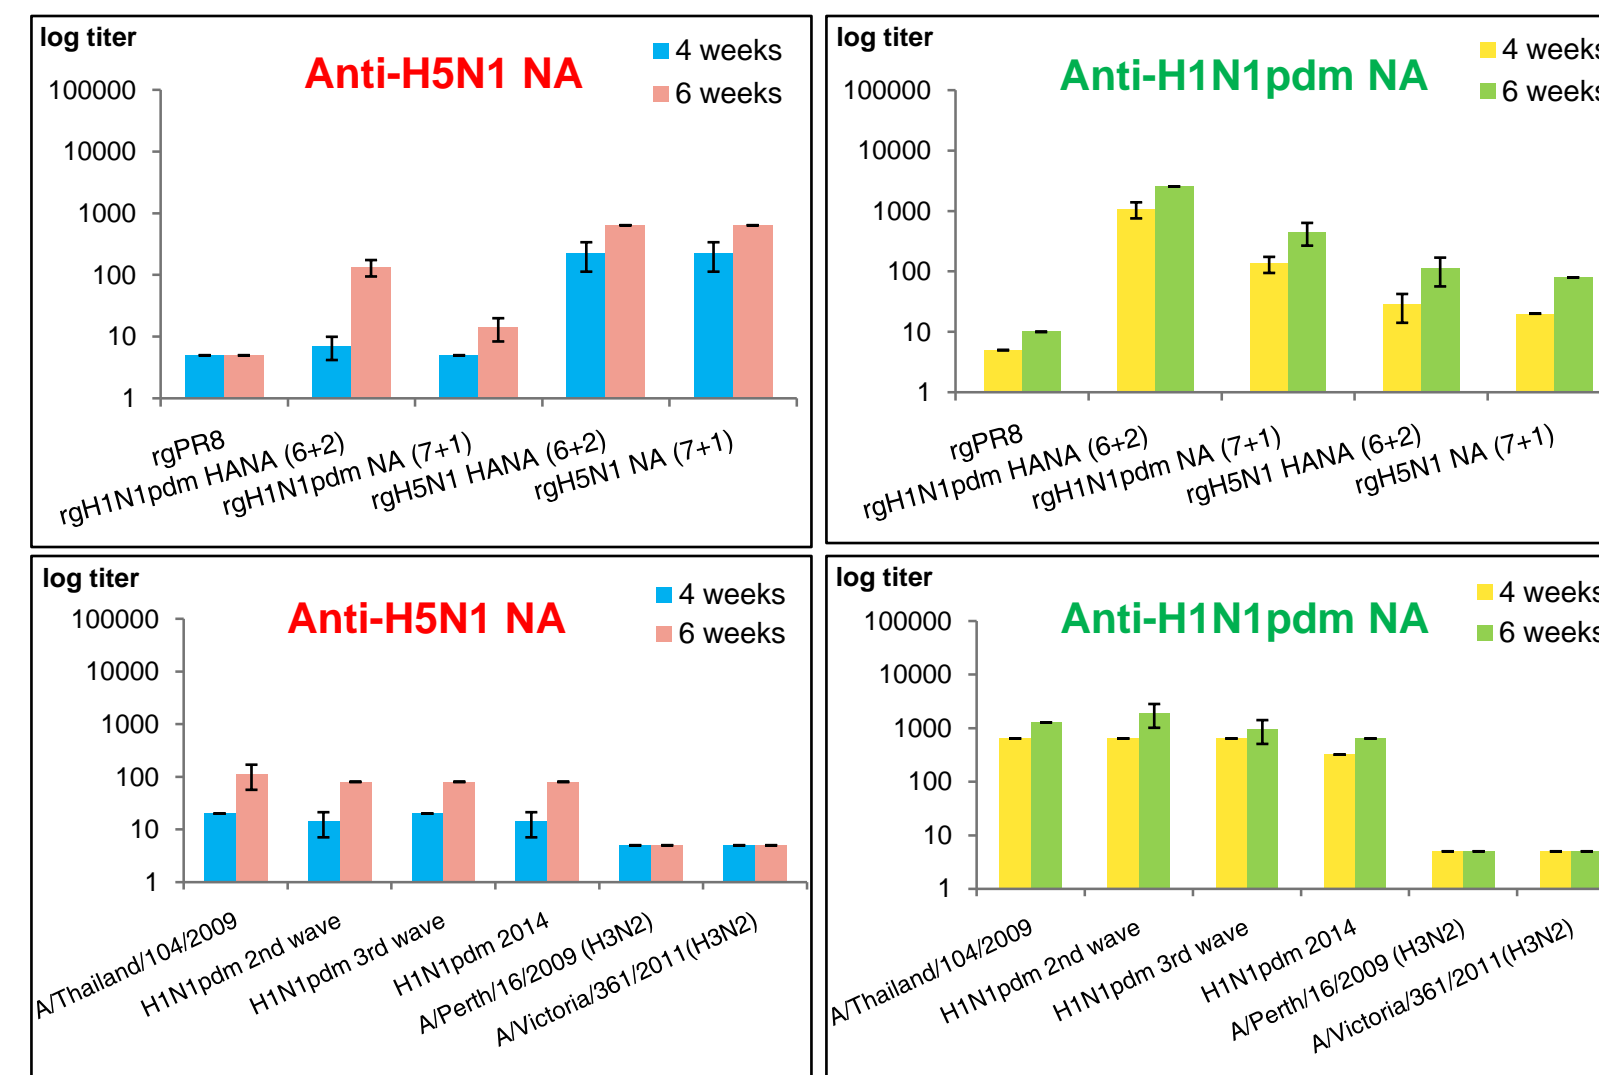 log titer
Anti-H5N1 NA
4 weeks
6 weeks
100000
10000
1000
100
10
1
rgPR8
rgH1N1pdm HANA (6+2)
rgH1N1pdm NA (7+1)
rgH5N1 HANA (6+2)
rgH5N1 NA (7+1)
log titer
Anti-H1N1pdm NA
4 weeks
6 weeks
100000
10000
1000
100
10
1
rgPR8
rgH1N1pdm HANA (6+2)
rgH1N1pdm NA (7+1)
rgH5N1 HANA (6+2)
rgH5N1 NA (7+1)
log titer
Anti-H5N1 NA
4 weeks
6 weeks
100000
10000
1000
100
10
1
A/Thailand/104/2009
H1N1pdm 2nd wave
H1N1pdm 3rd wave
H1N1pdm 2014
A/Perth/16/2009 (H3N2)
A/Victoria/361/2011(H3N2)
log titer
Anti-H1N1pdm NA
4 weeks
6 weeks
100000
10000
1000
100
10
1
A/Thailand/104/2009
H1N1pdm 2nd wave
H1N1pdm 3rd wave
H1N1pdm 2014
A/Perth/16/2009 (H3N2)
A/Victoria/361/2011(H3N2)